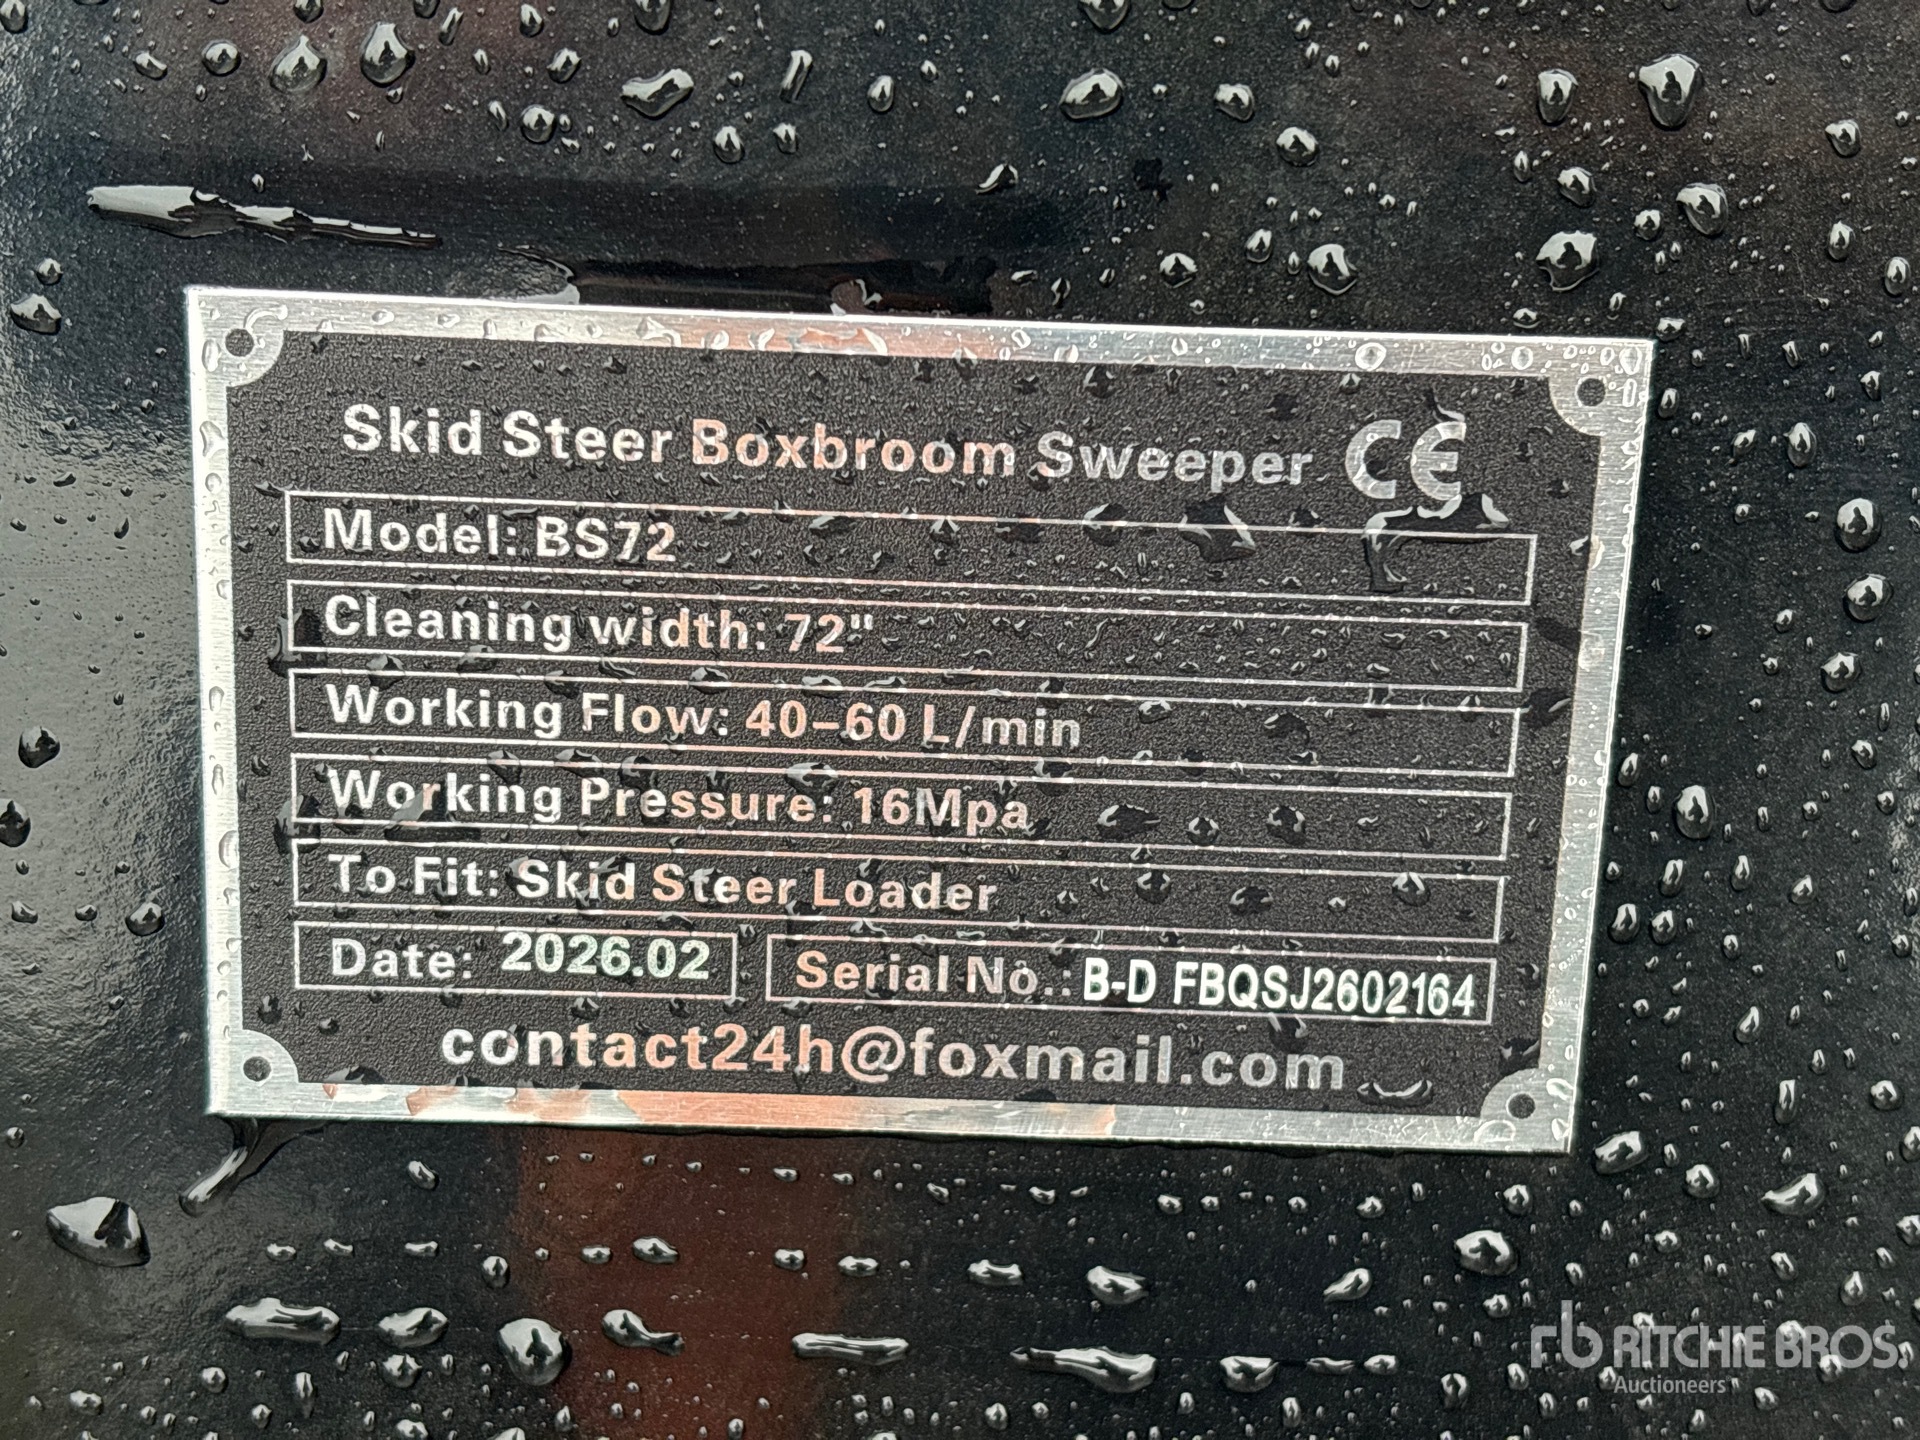 Skid Steer Boxbroom Sweeper CE
Model: BS72
Cleaning width: 72"
Working Flow: 40-60 L/min
Working Pressure: 16Mpa
To Fit: Skid Steer Loader
Date: 2026.02
Serial No.: B-D FBQSJ2602164
contact24h@foxmail.com
rb RITCHIE BROS.
Auctioneers